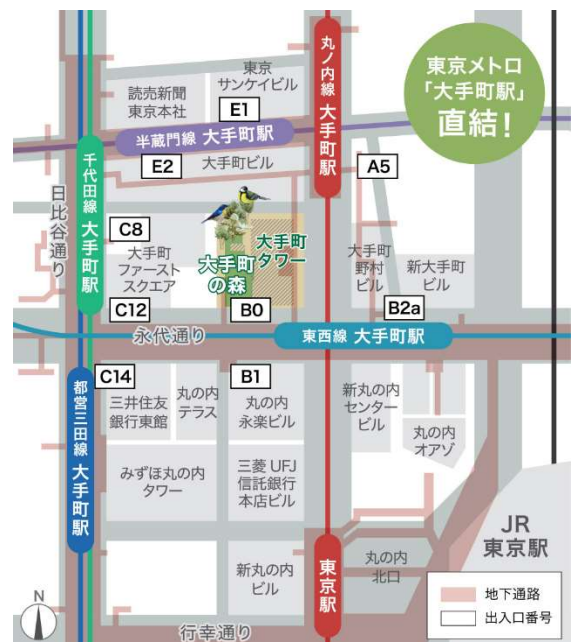 東京メトロ
「大手町駅」
直結！
丸ノ内線 大手町駅
東京
サンケイビル
読売新聞
東京本社
E1
半蔵門線 大手町駅
E2
大手町ビル
A5
千代田線 大手町駅
日比谷通り
C8
大手町
ファースト
スクエア
大手町
タワー
大手町
の森
大手町
野村
ビル
新大手町
ビル
C12
B0
B2a
永代通り
東西線 大手町駅
C14
B1
都営三田線 大手町駅
三井住友
銀行東館
丸の内
テラス
丸の内
永楽ビル
新丸の内
センター
ビル
丸の内
オアゾ
みずほ丸の内
タワー
三菱 UFJ
信託銀行
本店ビル
JR
東京駅
新丸の内
ビル
東京駅
丸の内
北口
N
行幸通り
地下通路
出入口番号